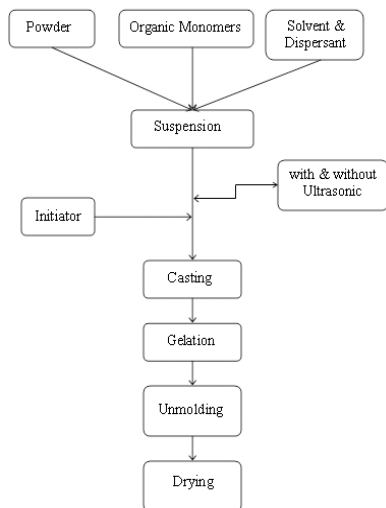 Powder
Organic Monomers
Solvent &
Dispersant
Suspension
with & without
Ultrasonic
Initiator
Casting
Gelation
Unmolding
Drying